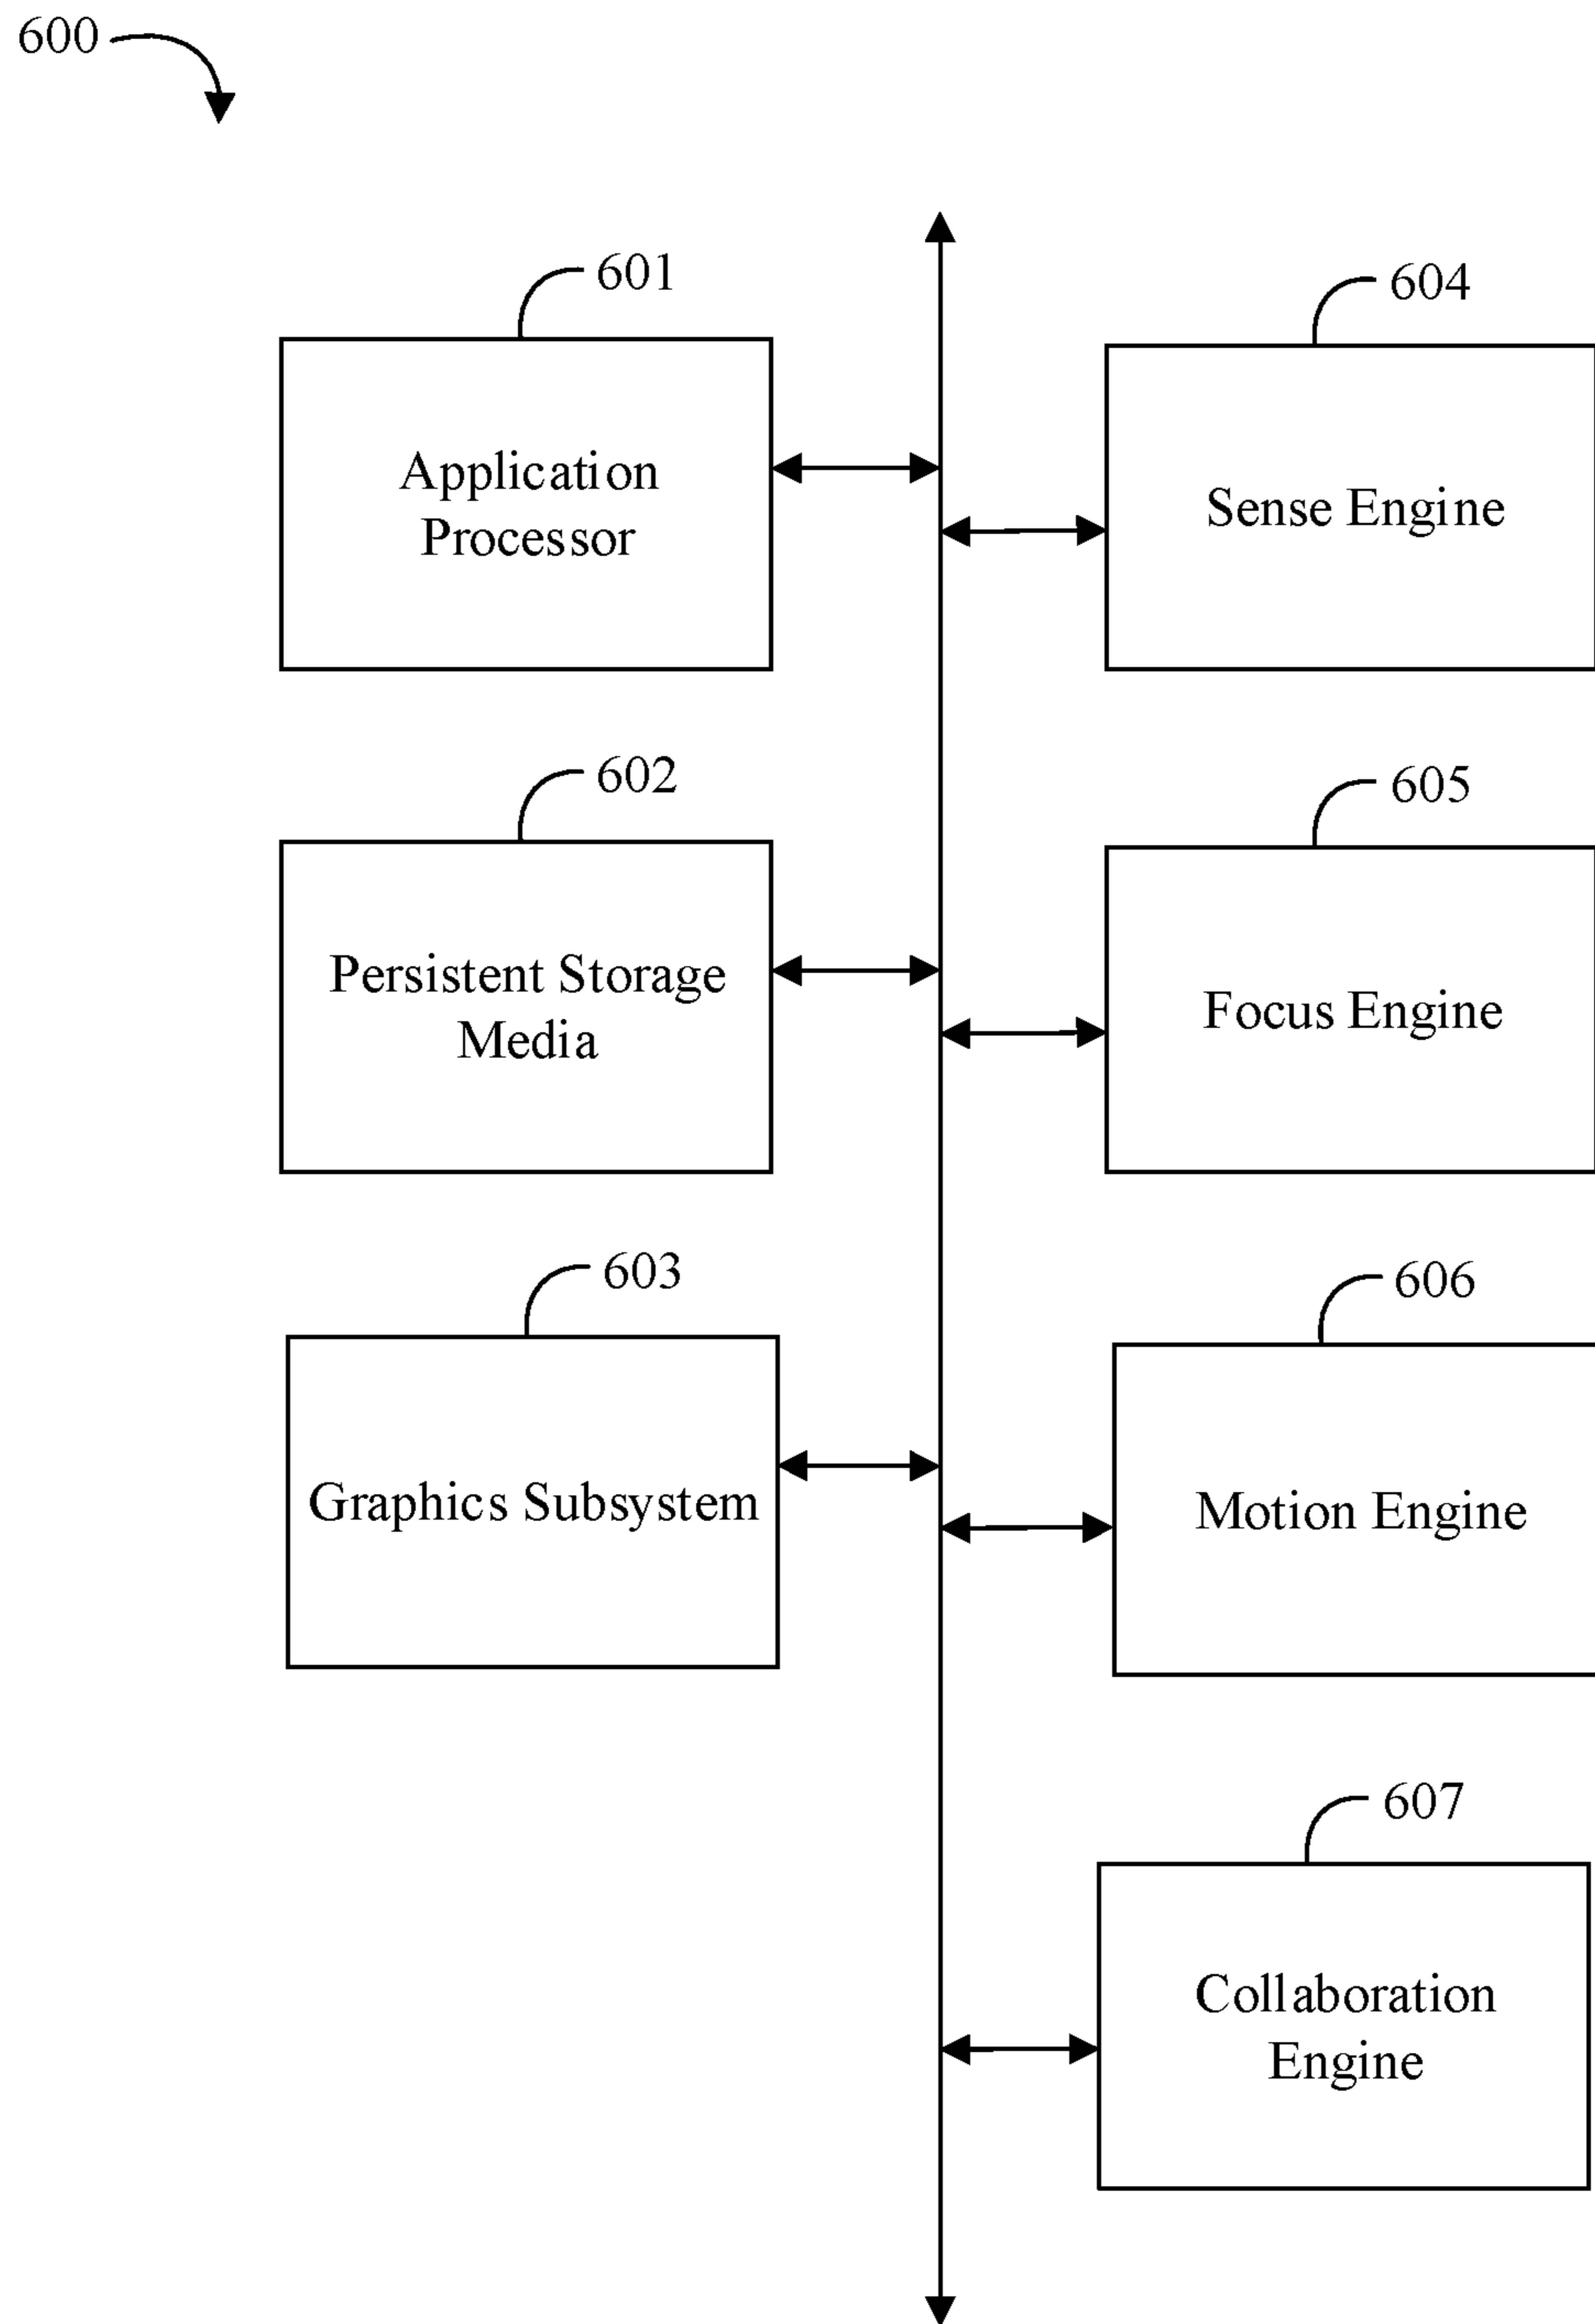 600
601
Application
Processor
604
Sense Engine
602
Persistent Storage
Media
605
Focus Engine
603
Graphics Subsystem
606
Motion Engine
607
Collaboration
Engine